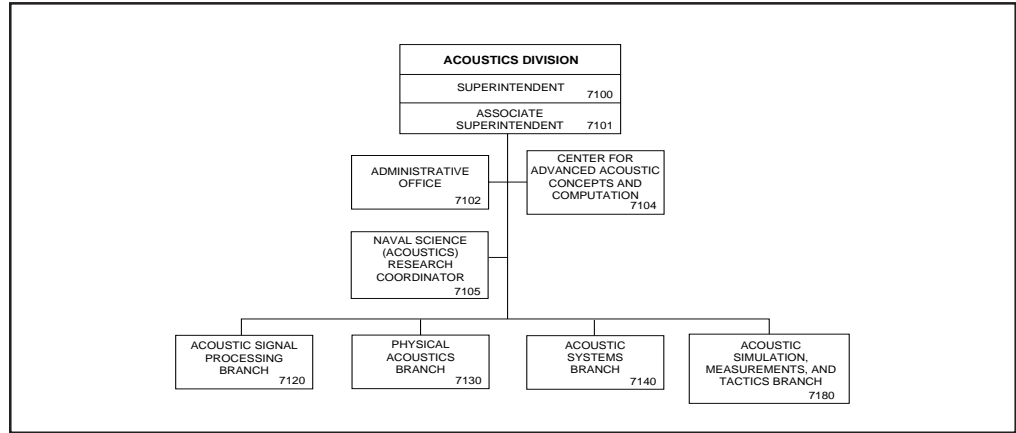 ACOUSTICS DIVISION
SUPERINTENDENT
7100
ASSOCIATE
SUPERINTENDENT
7101
ADMINISTRATIVE
OFFICE
7102
CENTER FOR
ADVANCED ACOUSTIC
CONCEPTS AND
COMPUTATION
7104
NAVAL SCIENCE
(ACOUSTICS)
RESEARCH
COORDINATOR
7105
ACOUSTIC SIGNAL
PROCESSING
BRANCH
7120
PHYSICAL
ACOUSTICS
BRANCH
7130
ACOUSTIC
SYSTEMS
BRANCH
7140
ACOUSTIC
SIMULATION,
MEASUREMENTS, AND
TACTICS BRANCH
7180